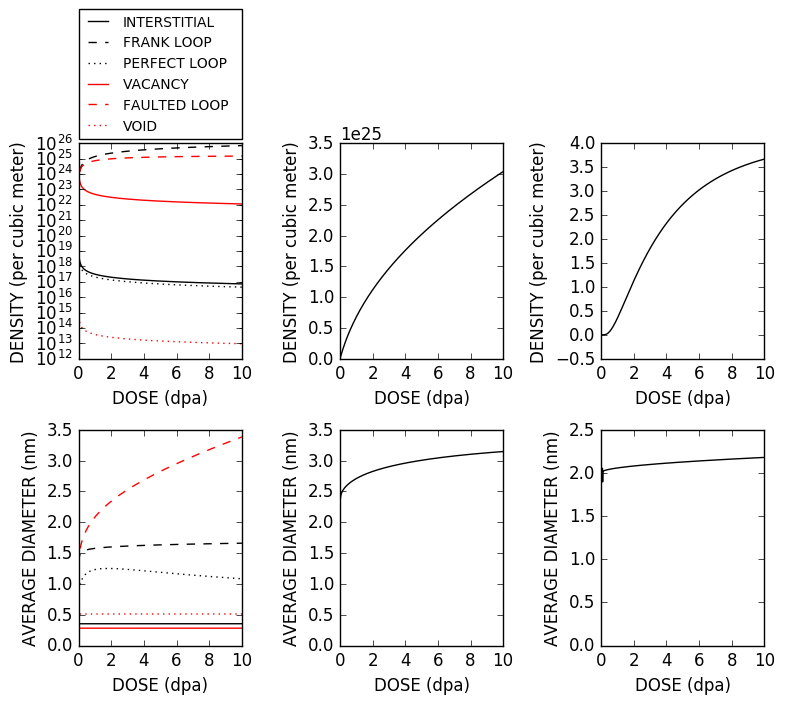 INTERSTITIAL
FRANK LOOP
PERFECT LOOP
VACANCY
FAULTED LOOP
VOID
DENSITY (per cubic meter)
10^26
10^25
10^24
10^23
10^22
10^21
10^20
10^19
10^18
10^17
10^16
10^15
10^14
10^13
10^12
0 2 4 6 8 10
DOSE (dpa)
1e25
DENSITY (per cubic meter)
3.5
3.0
2.5
2.0
1.5
1.0
0.5
0.0
0 2 4 6 8 10
DOSE (dpa)
DENSITY (per cubic meter)
4.0
3.5
3.0
2.5
2.0
1.5
1.0
0.5
0.0
−0.5
0 2 4 6 8 10
DOSE (dpa)
AVERAGE DIAMETER (nm)
3.5
3.0
2.5
2.0
1.5
1.0
0.5
0.0
0 2 4 6 8 10
DOSE (dpa)
AVERAGE DIAMETER (nm)
3.5
3.0
2.5
2.0
1.5
1.0
0.5
0.0
0 2 4 6 8 10
DOSE (dpa)
AVERAGE DIAMETER (nm)
2.5
2.0
1.5
1.0
0.5
0.0
0 2 4 6 8 10
DOSE (dpa)